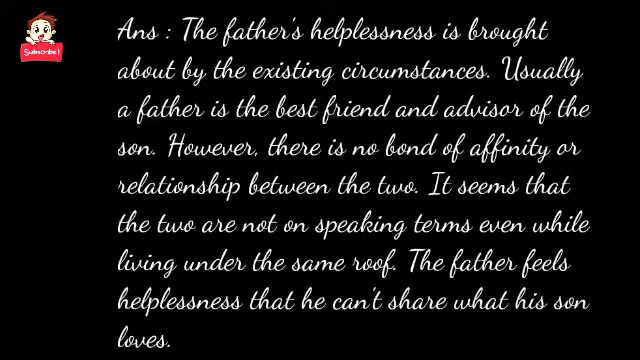 Ans : The father's helplessness is brought
about by the existing circumstances. Usually
a father is the best friend and advisor of the
son. However, there is no bond of affinity or
relationship between the two. It seems that
the two are not on speaking terms even while
living under the same roof. The father feels
helplessness that he can't share what his son
loves.
Subscribe!